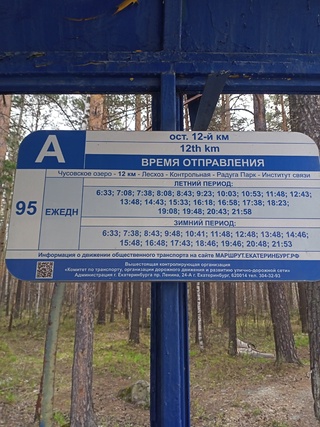 А
ост. 12-й км
12th km
ВРЕМЯ ОТПРАВЛЕНИЯ
95
ЕЖЕДН
Чусовское озеро - 12 км - Лесхоз - Контрольная - Радуга Парк - Институт связи
ЛЕТНИЙ ПЕРИОД:
6:33; 7:08; 7:38; 8:08; 8:43; 9:23; 10:03; 10:53; 11:48; 12:43;
13:48; 14:43; 15:33; 16:18; 16:58; 17:38; 18:23;
19:08; 19:48; 20:43; 21:58
ЗИМНИЙ ПЕРИОД:
6:33; 7:38; 8:43; 9:48; 10:41; 11:48; 12:48; 13:48; 14:46;
15:48; 16:48; 17:43; 18:46; 19:46; 20:48; 21:53
Информация о движении общественного транспорта на сайте МАРШРУТ.ЕКАТЕРИНБУРГ.РФ
Вышестоящая контролирующая организация
«Комитет по транспорту, организации дорожного движения и развитию улично-дорожной сети»
Администрация г. Екатеринбурга пр. Ленина, 24-А г. Екатеринбург, 620014 тел. 304-32-93